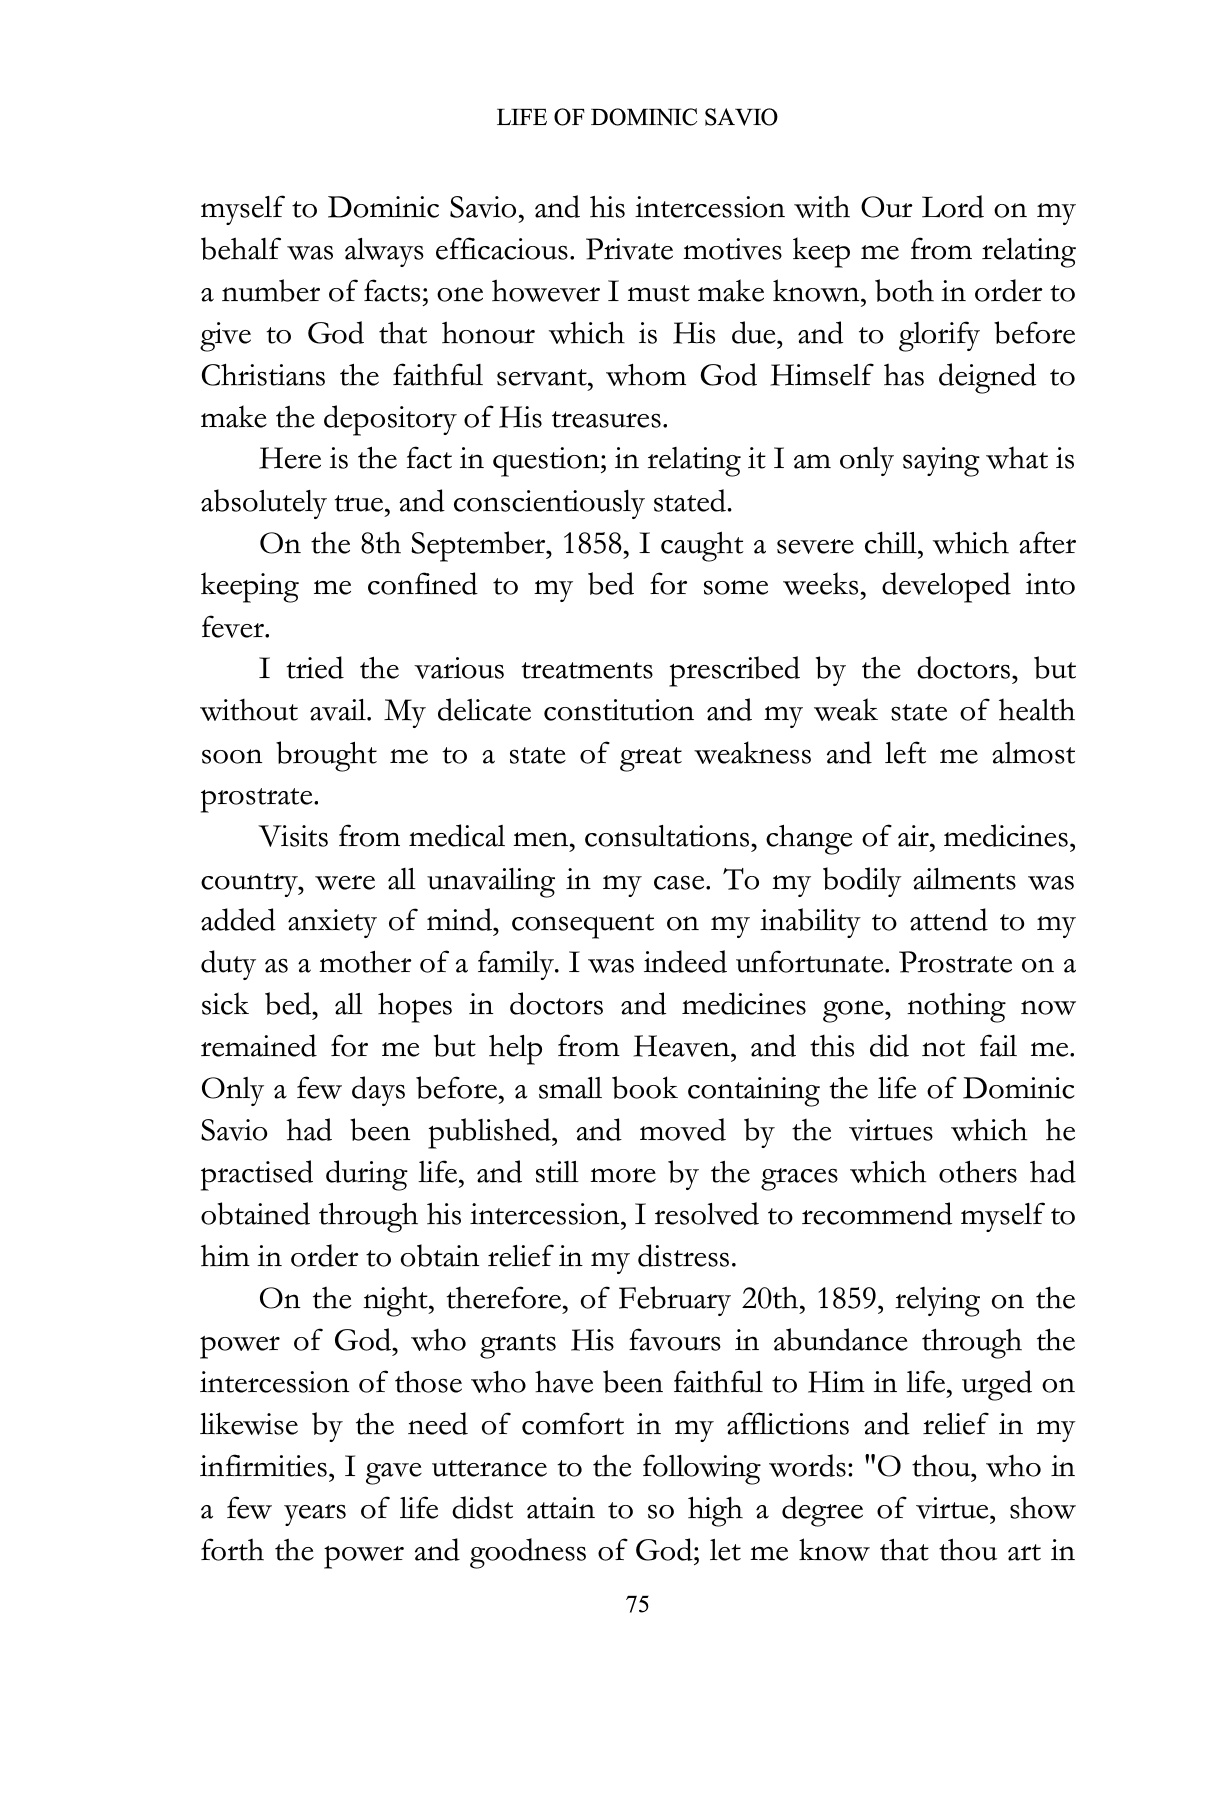 LIFE OF DOMINIC SAVIO
myself to Dominic Savio, and his intercession with Our Lord on my
behalf was always efficacious. Private motives keep me from relating
a number of facts; one however I must make known, both in order to
give to God that honour which is His due, and to glorify before
Christians the faithful servant, whom God Himself has deigned to
make the depository of His treasures.
Here is the fact in question; in relating it I am only saying what is
absolutely true, and conscientiously stated.
On the 8th September, 1858, I caught a severe chill, which after
keeping me confined to my bed for some weeks, developed into
fever.
I tried the various treatments prescribed by the doctors, but
without avail. My delicate constitution and my weak state of health
soon brought me to a state of great weakness and left me almost
prostrate.
Visits from medical men, consultations, change of air, medicines,
country, were all unavailing in my case. To my bodily ailments was
added anxiety of mind, consequent on my inability to attend to my
duty as a mother of a family. I was indeed unfortunate. Prostrate on a
sick bed, all hopes in doctors and medicines gone, nothing now
remained for me but help from Heaven, and this did not fail me.
Only a few days before, a small book containing the life of Dominic
Savio had been published, and moved by the virtues which he
practised during life, and still more by the graces which others had
obtained through his intercession, I resolved to recommend myself to
him in order to obtain relief in my distress.
On the night, therefore, of February 20th, 1859, relying on the
power of God, who grants His favours in abundance through the
intercession of those who have been faithful to Him in life, urged on
likewise by the need of comfort in my afflictions and relief in my
infirmities, I gave utterance to the following words: "O thou, who in
a few years of life didst attain to so high a degree of virtue, show
forth the power and goodness of God; let me know that thou art in
75